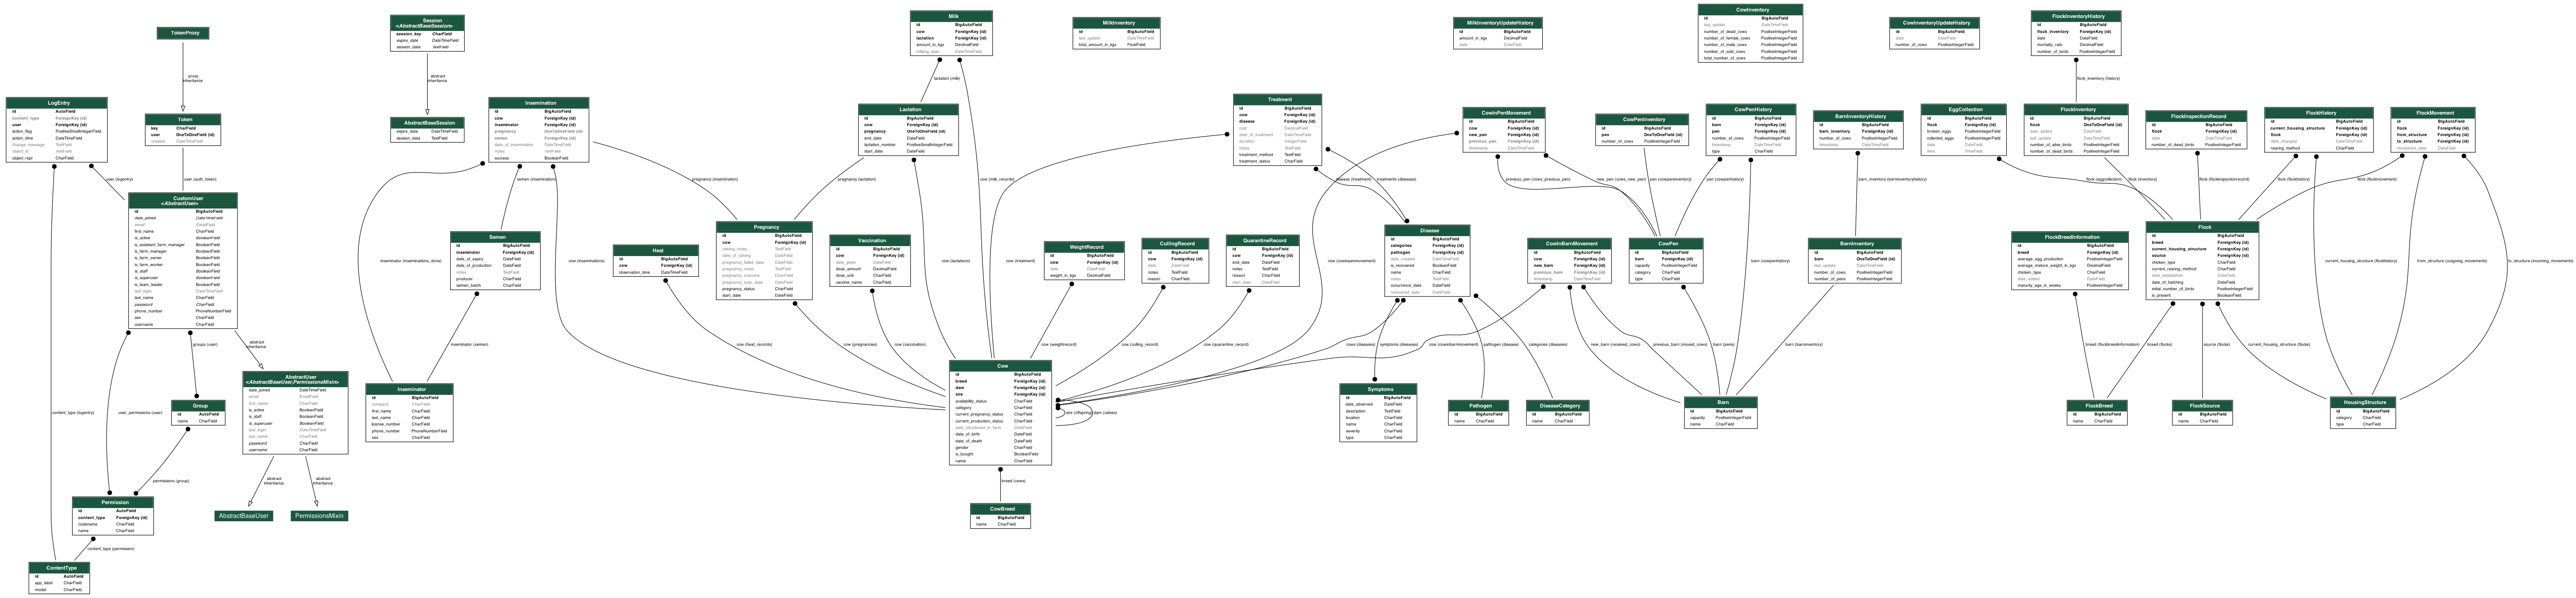 TokenProxy
proxy
inheritance
Token
key CharField
user OneToOneField (id)
created DateTimeField
user (auth_token)
LogEntry
id AutoField
content_type ForeignKey (id)
user ForeignKey (id)
action_flag PositiveSmallIntegerField
action_time DateTimeField
change_message TextField
object_id TextField
object_repr CharField
user (logentry)
content_type (logentry)
CustomUser
<AbstractUser>
id BigAutoField
date_joined DateTimeField
email EmailField
first_name CharField
is_active BooleanField
is_assistant_farm_manager BooleanField
is_farm_manager BooleanField
is_farm_owner BooleanField
is_farm_worker BooleanField
is_staff BooleanField
is_superuser BooleanField
is_team_leader BooleanField
last_login DateTimeField
last_name CharField
password CharField
phone_number PhoneNumberField
sex CharField
username CharField
groups (user)
abstract
inheritance
user_permissions (user)
AbstractUser
<AbstractBaseUser,PermissionsMixin>
date_joined DateTimeField
email EmailField
first_name CharField
is_active BooleanField
is_staff BooleanField
is_superuser BooleanField
last_login DateTimeField
last_name CharField
password CharField
username CharField
abstract
inheritance
abstract
inheritance
AbstractBaseUser
PermissionsMixin
Group
id AutoField
name CharField
permissions (group)
Permission
id AutoField
content_type ForeignKey (id)
codename CharField
name CharField
content_type (permission)
ContentType
id AutoField
app_label CharField
model CharField
Session
<AbstractBaseSession>
session_key CharField
expire_date DateTimeField
session_data TextField
abstract
inheritance
AbstractBaseSession
expire_date DateTimeField
session_data TextField
Insemination
id BigAutoField
cow ForeignKey (id)
inseminator ForeignKey (id)
pregnancy OneToOneField (id)
semen ForeignKey (id)
date_of_insemination DateTimeField
notes TextField
success BooleanField
inseminator (inseminations_done)
semen (insemination)
cow (inseminations)
pregnancy (insemination)
Semen
id BigAutoField
inseminator ForeignKey (id)
date_of_expiry DateField
date_of_production DateField
notes TextField
producer CharField
semen_batch CharField
inseminator (semen)
Inseminator
id BigAutoField
company CharField
first_name CharField
last_name CharField
license_number CharField
phone_number PhoneNumberField
sex CharField
Heat
id BigAutoField
cow ForeignKey (id)
observation_time DateTimeField
cow (heat_records)
Pregnancy
id BigAutoField
cow ForeignKey (id)
calving_notes TextField
date_of_calving DateField
pregnancy_failed_date DateField
pregnancy_notes TextField
pregnancy_outcome CharField
pregnancy_scan_date DateField
pregnancy_status CharField
start_date DateField
cow (pregnancies)
Vaccination
id BigAutoField
cow ForeignKey (id)
date_given DateField
dose_amount DecimalField
dose_unit CharField
vaccine_name CharField
cow (vaccination)
Milk
id BigAutoField
cow ForeignKey (id)
lactation ForeignKey (id)
amount_in_kgs DecimalField
milking_date DateTimeField
lactation (milk)
cow (milk_records)
Lactation
id BigAutoField
cow ForeignKey (id)
pregnancy OneToOneField (id)
end_date DateField
lactation_number PositiveSmallIntegerField
start_date DateField
pregnancy (lactation)
cow (lactations)
MilkInventory
id BigAutoField
last_update DateTimeField
total_amount_in_kgs FloatField
WeightRecord
id BigAutoField
cow ForeignKey (id)
date DateField
weight_in_kgs DecimalField
cow (weightrecord)
CullingRecord
id BigAutoField
cow ForeignKey (id)
date DateField
notes TextField
reason CharField
cow (culling_record)
QuarantineRecord
id BigAutoField
cow ForeignKey (id)
end_date DateField
notes TextField
reason CharField
start_date DateField
cow (quarantine_record)
Treatment
id BigAutoField
cow ForeignKey (id)
disease ForeignKey (id)
cost DecimalField
date_of_treatment DateTimeField
duration IntegerField
notes TextField
treatment_method TextField
treatment_status CharField
cow (treatment)
disease (treatment)
treatments (diseases)
Cow
id BigAutoField
breed ForeignKey (id)
dam ForeignKey (id)
sire ForeignKey (id)
availability_status CharField
category CharField
current_pregnancy_status CharField
current_production_status CharField
date_introduced_in_farm DateField
date_of_birth DateField
date_of_death DateField
gender CharField
is_bought BooleanField
name CharField
sire (offspring)
dam (calves)
breed (cows)
CowBreed
id BigAutoField
name CharField
Disease
id BigAutoField
categories ForeignKey (id)
pathogen ForeignKey (id)
date_created DateTimeField
is_recovered BooleanField
name CharField
notes TextField
occurrence_date DateField
recovered_date DateField
cows (diseases)
symptoms (diseases)
pathogen (disease)
categories (disease)
Symptoms
id BigAutoField
date_observed DateField
description TextField
location CharField
name CharField
severity CharField
type CharField
Pathogen
id BigAutoField
name CharField
DiseaseCategory
id BigAutoField
name CharField
MilkInventoryUpdateHistory
id BigAutoField
amount_in_kgs DecimalField
date DateField
CowInPenMovement
id BigAutoField
cow ForeignKey (id)
new_pen ForeignKey (id)
previous_pen ForeignKey (id)
timestamp DateTimeField
cow (cowinpenmovement)
previous_pen (cows_previous_pen)
new_pen (cows_new_pen)
CowInBarnMovement
id BigAutoField
cow ForeignKey (id)
new_barn ForeignKey (id)
previous_barn ForeignKey (id)
timestamp DateTimeField
cow (cowinbarnmovement)
new_barn (received_cows)
previous_barn (moved_cows)
CowPenInventory
id BigAutoField
pen OneToOneField (id)
number_of_cows PositiveIntegerField
pen (cowpeninventory)
CowPen
id BigAutoField
barn ForeignKey (id)
capacity PositiveIntegerField
category CharField
type CharField
barn (pens)
CowInventory
id BigAutoField
last_update DateTimeField
number_of_dead_cows PositiveIntegerField
number_of_female_cows PositiveIntegerField
number_of_male_cows PositiveIntegerField
number_of_sold_cows PositiveIntegerField
total_number_of_cows PositiveIntegerField
CowPenHistory
id BigAutoField
barn ForeignKey (id)
pen ForeignKey (id)
number_of_cows PositiveIntegerField
timestamp DateTimeField
type CharField
pen (cowpenhistory)
barn (cowpenhistory)
Barn
id BigAutoField
capacity PositiveIntegerField
name CharField
CowInventoryUpdateHistory
id BigAutoField
date DateField
number_of_cows PositiveIntegerField
BarnInventoryHistory
id BigAutoField
barn_inventory ForeignKey (id)
number_of_cows PositiveIntegerField
timestamp DateTimeField
barn_inventory (barninventoryhistory)
BarnInventory
id BigAutoField
barn OneToOneField (id)
last_update DateTimeField
number_of_cows PositiveIntegerField
number_of_pens PositiveIntegerField
barn (barninventory)
EggCollection
id BigAutoField
flock ForeignKey (id)
broken_eggs PositiveIntegerField
collected_eggs PositiveIntegerField
date DateField
time TimeField
flock (eggcollection)
FlockInventoryHistory
id BigAutoField
flock_inventory ForeignKey (id)
date DateField
mortality_rate DecimalField
number_of_birds PositiveIntegerField
flock_inventory (history)
FlockInventory
id BigAutoField
flock OneToOneField (id)
date_added DateField
last_update DateField
number_of_alive_birds PositiveIntegerField
number_of_dead_birds PositiveIntegerField
flock (inventory)
FlockInspectionRecord
id BigAutoField
flock ForeignKey (id)
date DateTimeField
number_of_dead_birds PositiveIntegerField
flock (flockinspectionrecord)
FlockHistory
id BigAutoField
current_housing_structure ForeignKey (id)
flock ForeignKey (id)
date_changed DateTimeField
rearing_method CharField
flock (flockhistory)
current_housing_structure (flockhistory)
FlockMovement
id BigAutoField
flock ForeignKey (id)
from_structure ForeignKey (id)
to_structure ForeignKey (id)
movement_date DateField
flock (flockmovement)
from_structure (outgoing_movements)
to_structure (incoming_movements)
FlockBreedInformation
id BigAutoField
breed ForeignKey (id)
average_egg_production PositiveIntegerField
average_mature_weight_in_kgs DecimalField
chicken_type CharField
date_added DateField
maturity_age_in_weeks PositiveIntegerField
breed (flockbreedinformation)
Flock
id BigAutoField
breed ForeignKey (id)
current_housing_structure ForeignKey (id)
source ForeignKey (id)
chicken_type CharField
current_rearing_method CharField
date_established DateField
date_of_hatching DateField
initial_number_of_birds PositiveIntegerField
is_present BooleanField
breed (flocks)
source (flocks)
current_housing_structure (flocks)
FlockBreed
id BigAutoField
name CharField
FlockSource
id BigAutoField
name CharField
HousingStructure
id BigAutoField
category CharField
type CharField